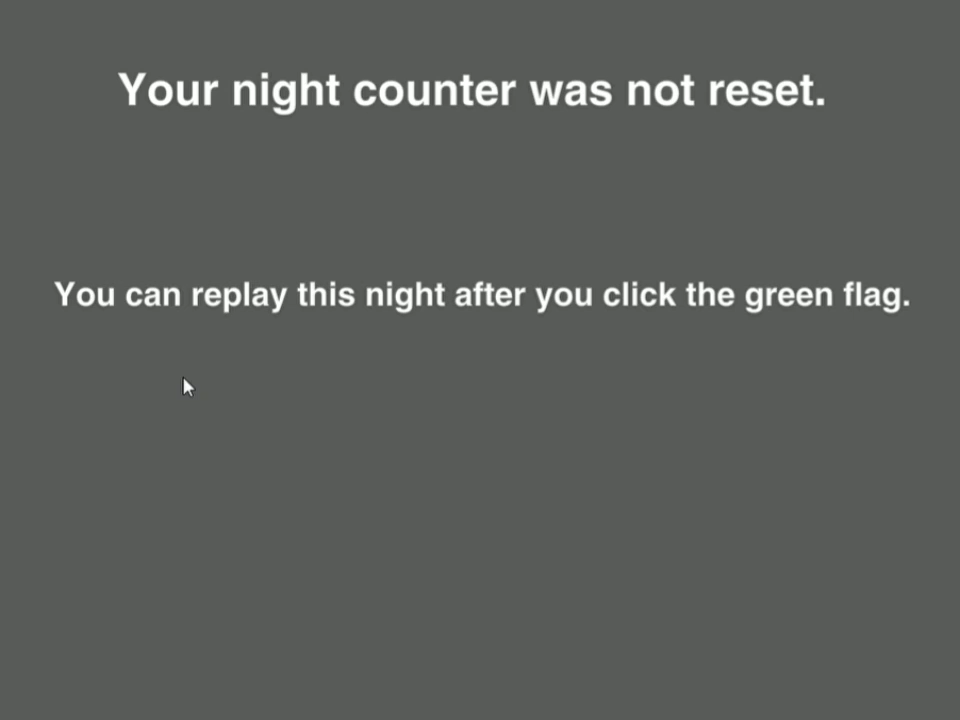 Your night counter was not reset.
You can replay this night after you click the green flag.